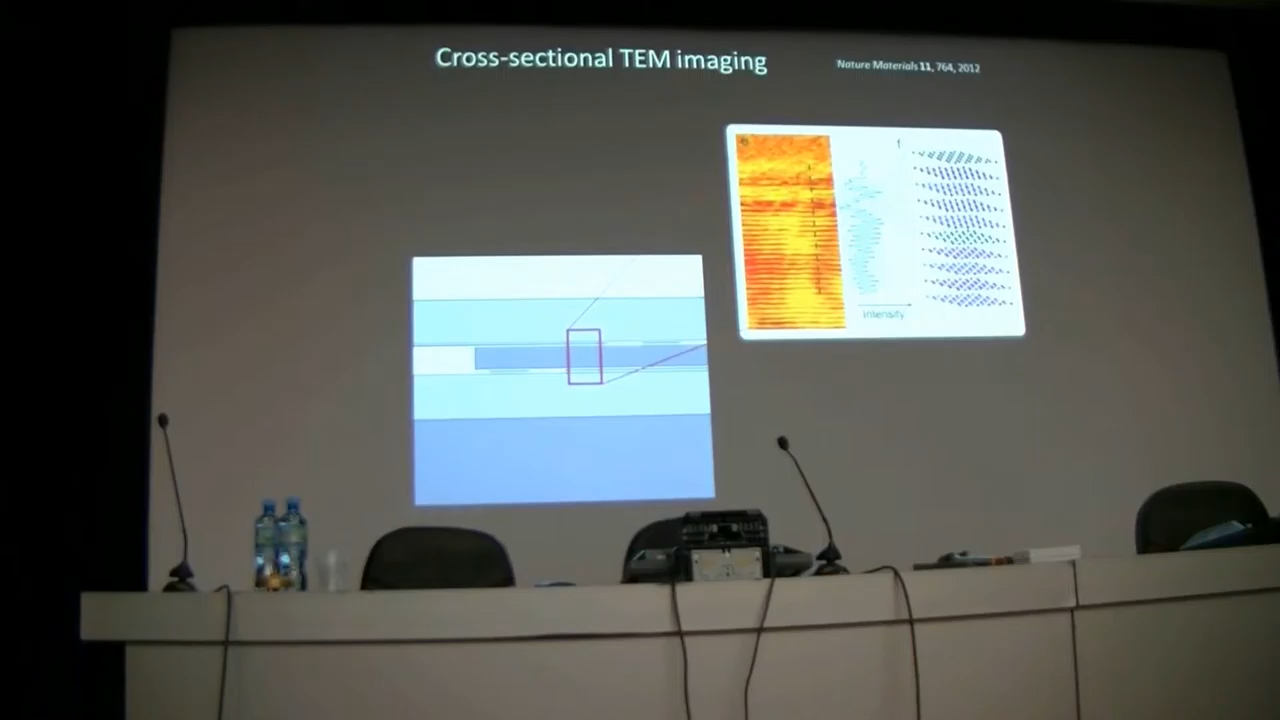 Cross-sectional TEM imaging
Nature Materials 11, 764, 2012
e
f
Intensity